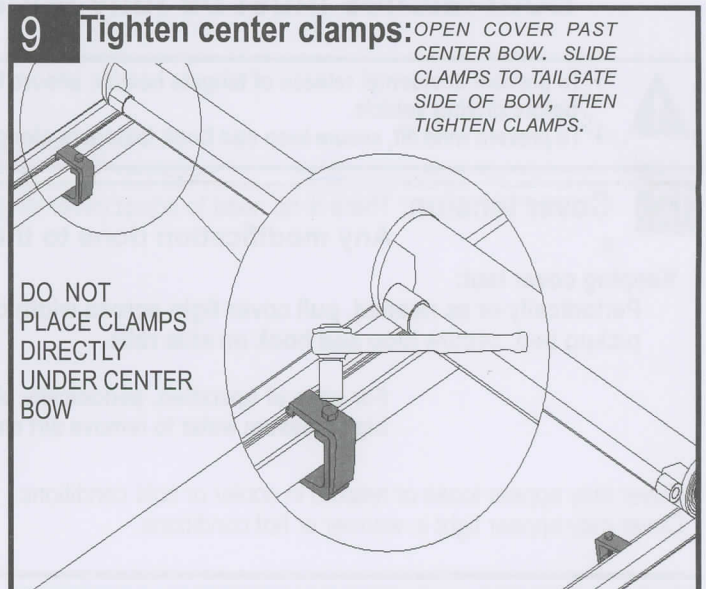 9 Tighten center clamps: OPEN COVER PAST
CENTER BOW. SLIDE
CLAMPS TO TAILGATE
SIDE OF BOW, THEN
TIGHTEN CLAMPS.
DO NOT
PLACE CLAMPS
DIRECTLY
UNDER CENTER
BOW